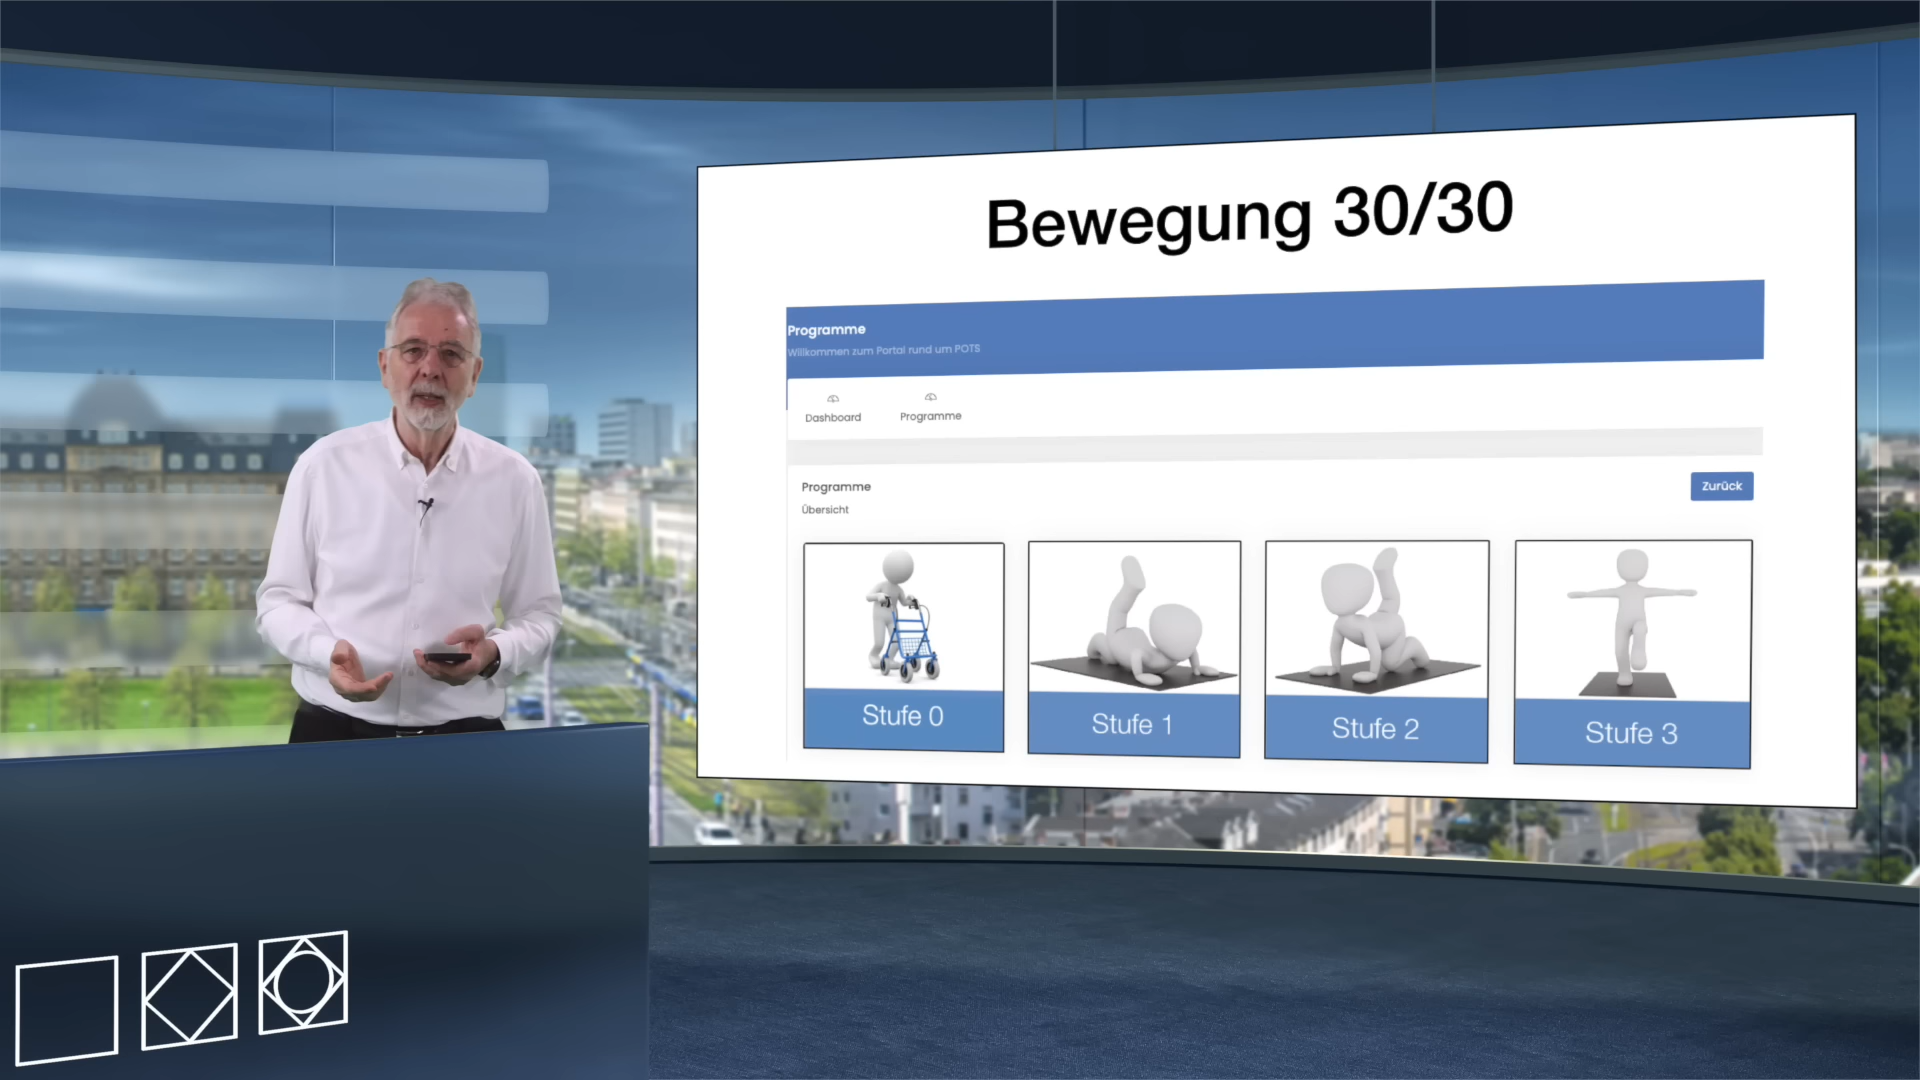 Bewegung 30/30
Programme
Willkommen zum Portal rund um POTS
Dashboard Programme
Programme
Zurück
Übersicht
Stufe 0
Stufe 1
Stufe 2
Stufe 3